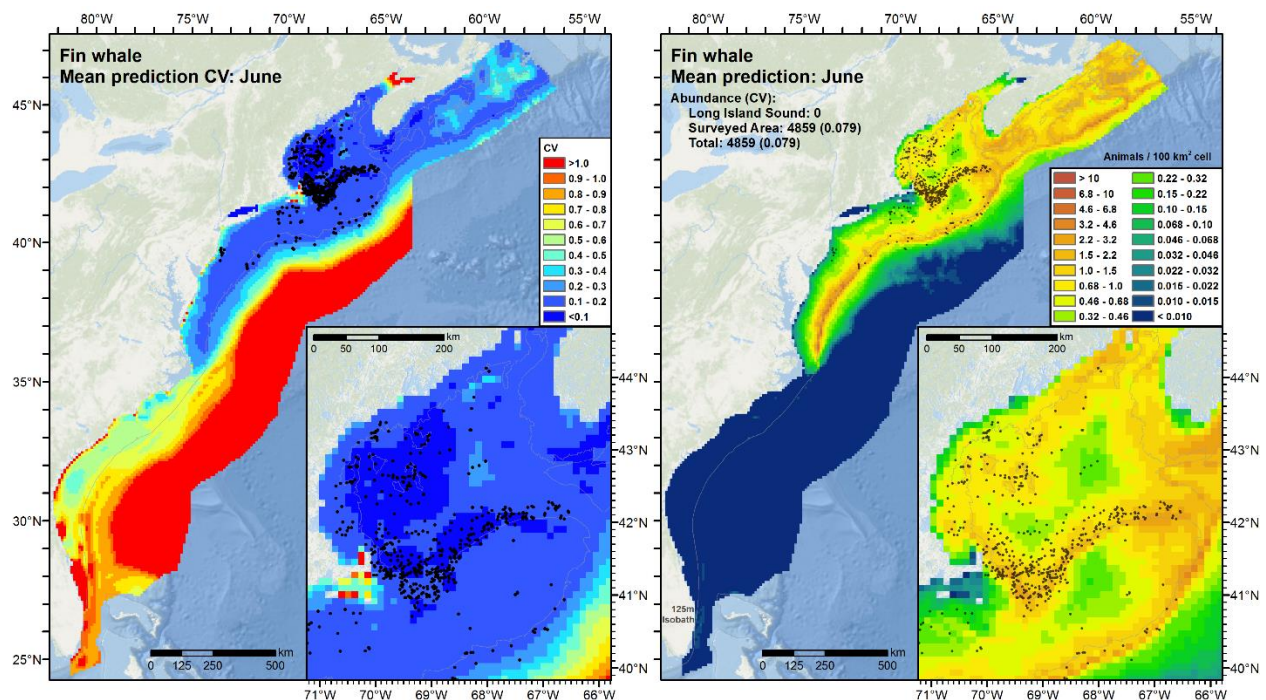 80°W 75°W 70°W 65°W 60°W 55°W
Fin whale
Mean prediction CV: June
45°N
40°N
35°N
30°N
25°N
CV
>1.0
0.9 - 1.0
0.8 - 0.9
0.7 - 0.8
0.6 - 0.7
0.5 - 0.6
0.4 - 0.5
0.3 - 0.4
0.2 - 0.3
0.1 - 0.2
<0.1
km
0 50 100 200
44°N
43°N
42°N
41°N
40°N
km
0 125 250 500
71°W 70°W 69°W 68°W 67°W 66°W
80°W 75°W 70°W 65°W 60°W 55°W
Fin whale
Mean prediction: June
Abundance (CV):
Long Island Sound: 0
Surveyed Area: 4859 (0.079)
Total: 4859 (0.079)
45°N
40°N
35°N
30°N
25°N
Animals / 100 km² cell
> 10
6.8 - 10
4.6 - 6.8
3.2 - 4.6
2.2 - 3.2
1.5 - 2.2
1.0 - 1.5
0.68 - 1.0
0.46 - 0.68
0.32 - 0.46
0.22 - 0.32
0.15 - 0.22
0.10 - 0.15
0.068 - 0.10
0.046 - 0.068
0.032 - 0.046
0.022 - 0.032
0.015 - 0.022
0.010 - 0.015
< 0.010
km
0 50 100 200
44°N
43°N
42°N
41°N
40°N
125m
Isobath
km
0 125 250 500
71°W 70°W 69°W 68°W 67°W 66°W